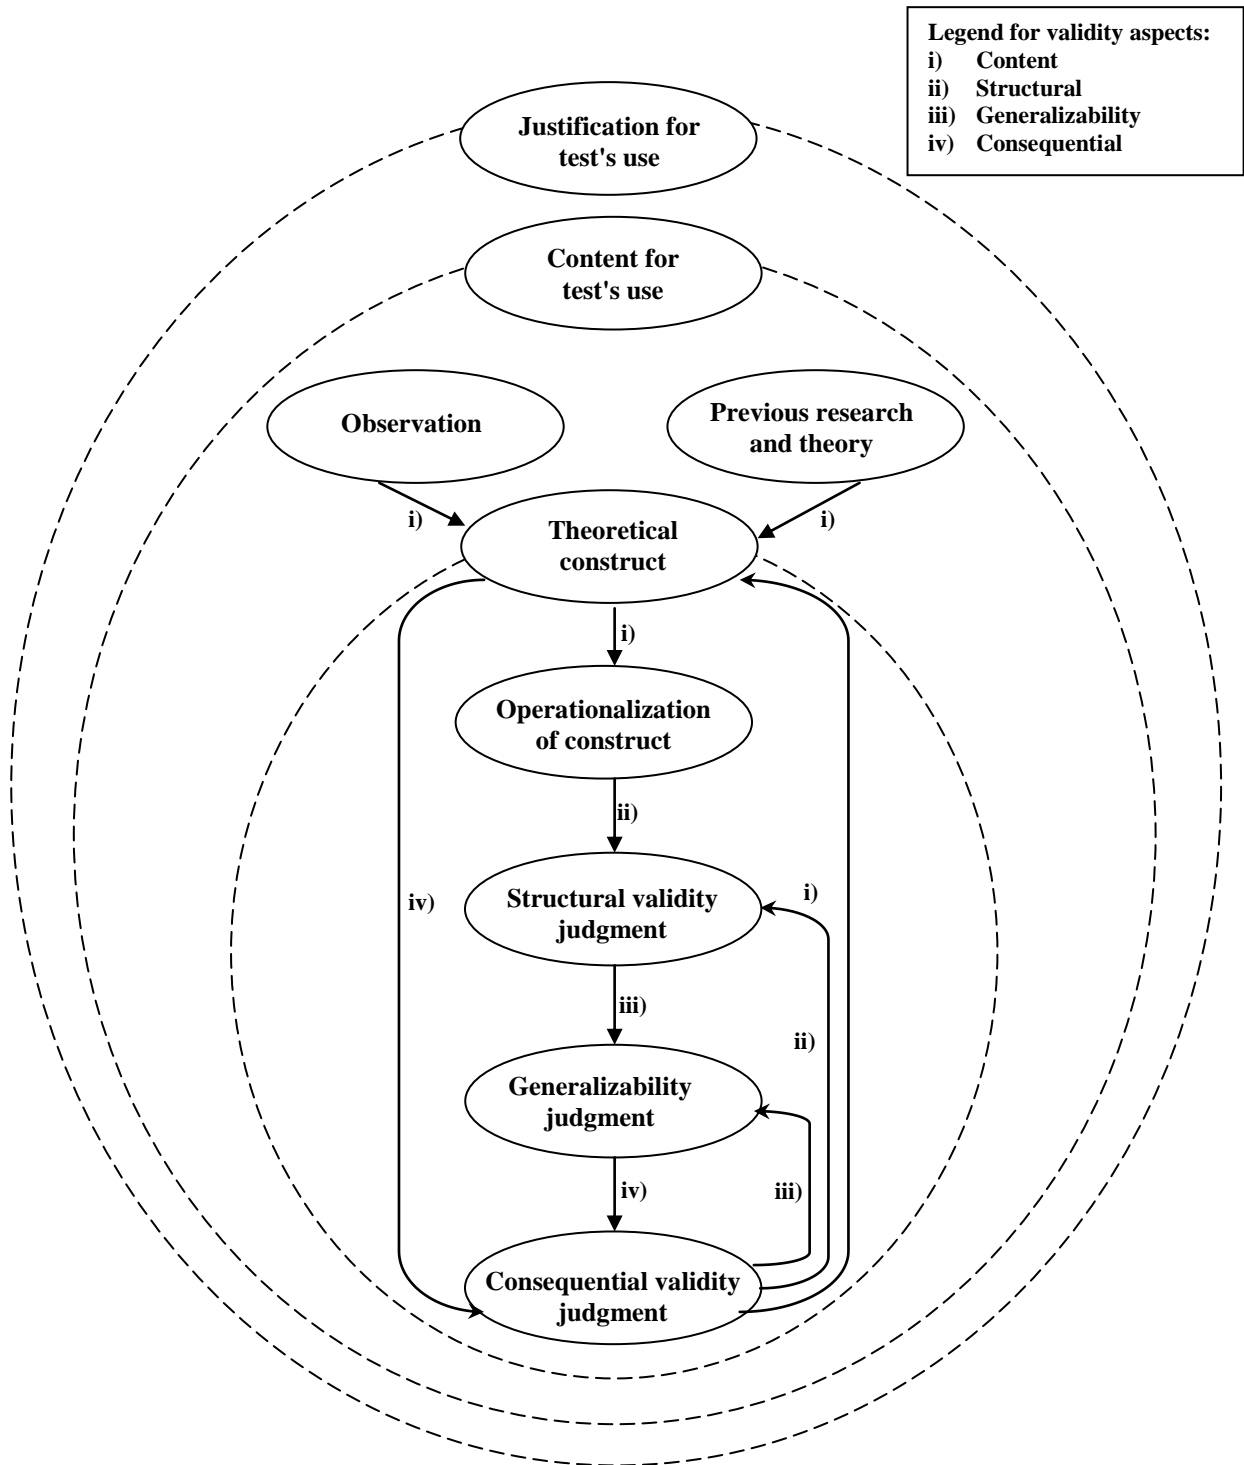 Legend for validity aspects:
i) Content
ii) Structural
iii) Generalizability
iv) Consequential
Justification for
test's use
Content for
test's use
Observation
Previous research
and theory
i)
i)
Theoretical
construct
i)
Operationalization
of construct
ii)
iv)
i)
Structural validity
judgment
iii)
ii)
Generalizability
judgment
iv)
iii)
Consequential validity
judgment